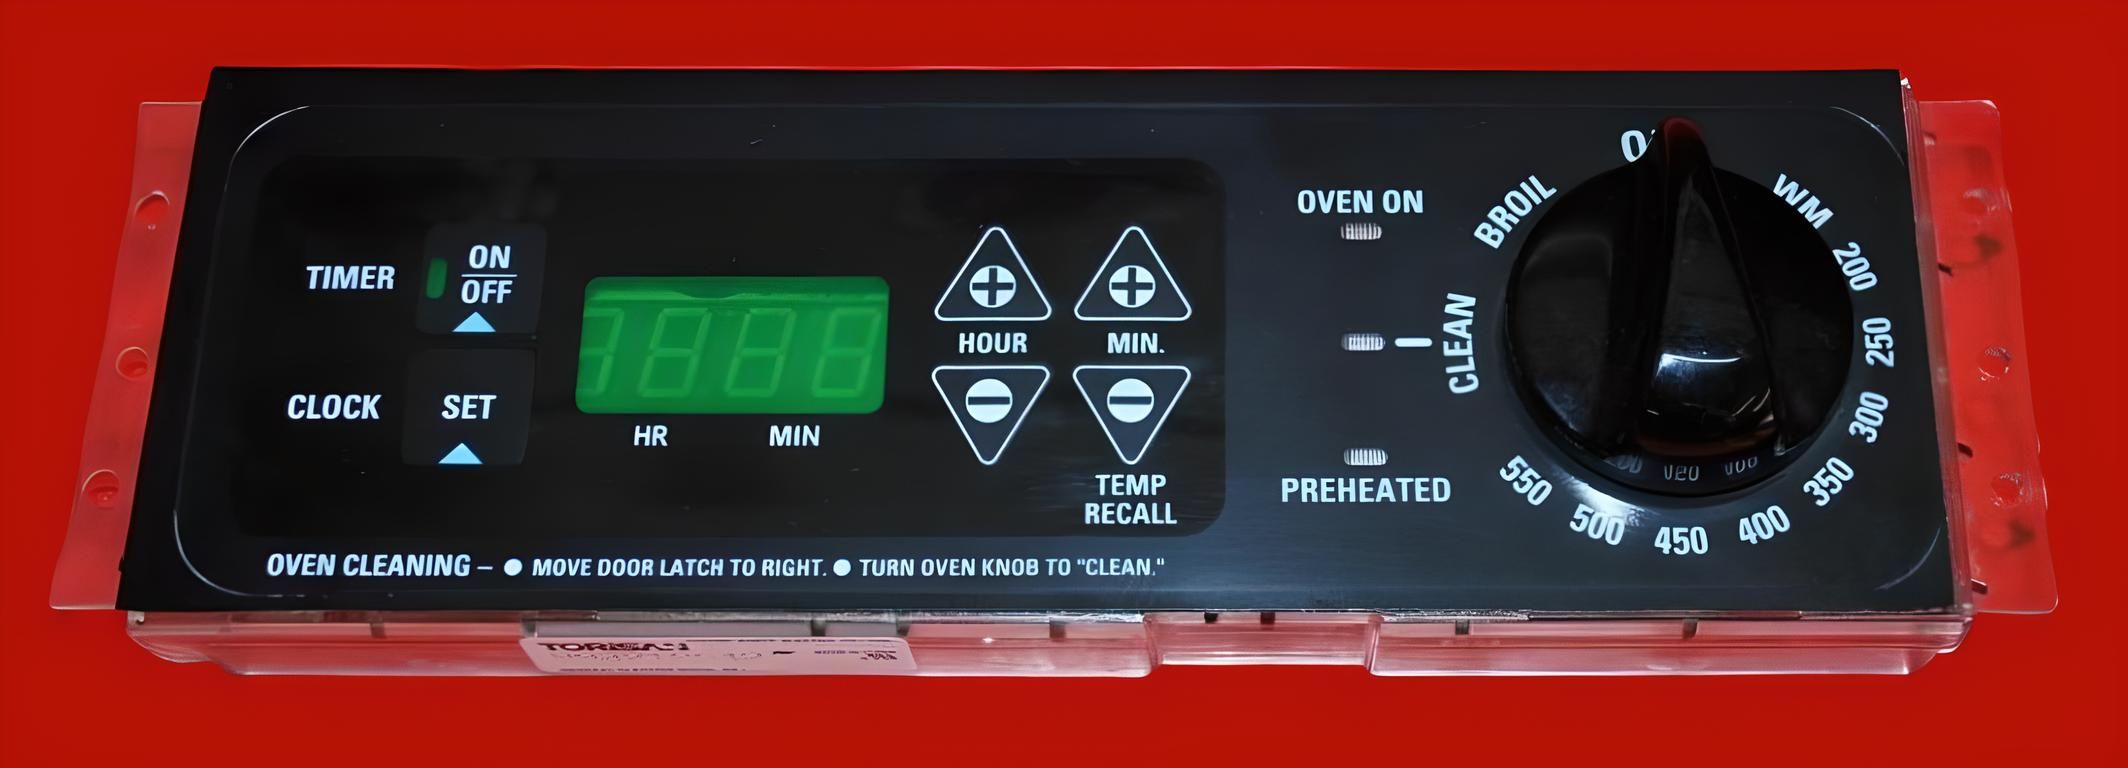 TIMER
ON
OFF
CLOCK
SET
HR
MIN
HOUR
MIN.
TEMP
RECALL
OVEN CLEANING – ● MOVE DOOR LATCH TO RIGHT. ● TURN OVEN KNOB TO "CLEAN."
OVEN ON
PREHEATED
CLEAN
BROIL
WM
200
250
300
350
400
450
500
550